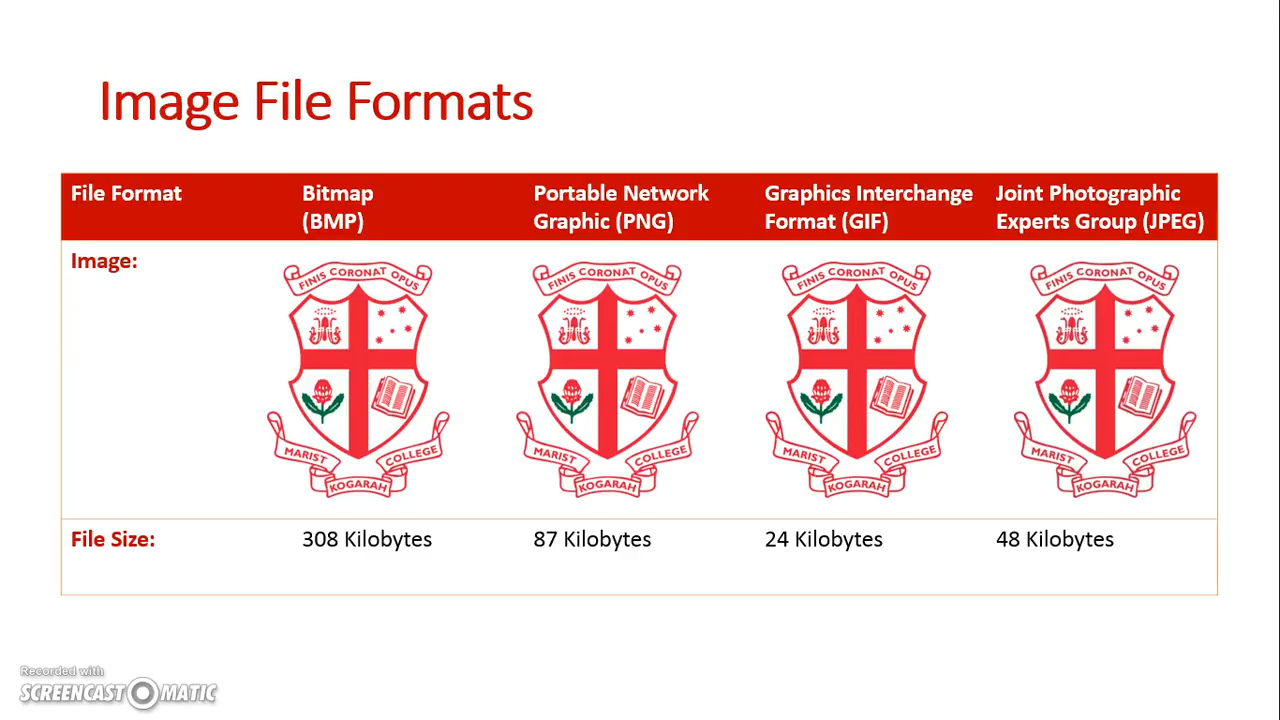 Image File Formats
File Format
Bitmap
(BMP)
Portable Network
Graphic (PNG)
Graphics Interchange
Format (GIF)
Joint Photographic
Experts Group (JPEG)
Image:
FINIS CORONAT OPUS
MARIST
COLLEGE
KOGARAH
FINIS CORONAT OPUS
MARIST
COLLEGE
KOGARAH
FINIS CORONAT OPUS
MARIST
COLLEGE
KOGARAH
FINIS CORONAT OPUS
MARIST
COLLEGE
KOGARAH
File Size:
308 Kilobytes
87 Kilobytes
24 Kilobytes
48 Kilobytes
Recorded with
SCREENCAST MATIC